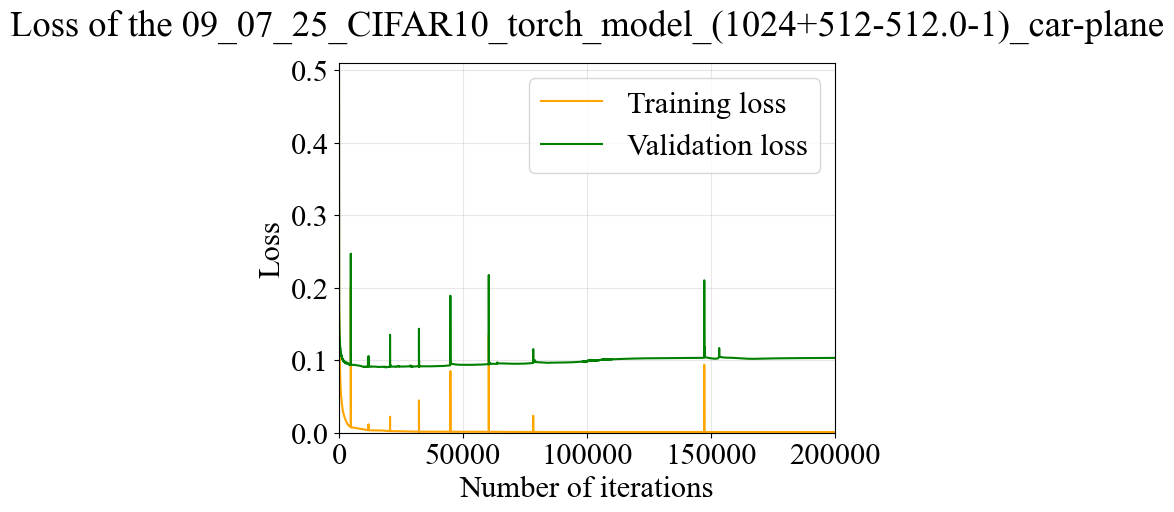 Loss of the 09_07_25_CIFAR10_torch_model_(1024+512-512.0-1)_car-plane
0.5
0.4
0.3
0.2
0.1
0.0
Loss
Training loss
Validation loss
0 50000 100000 150000 200000
Number of iterations